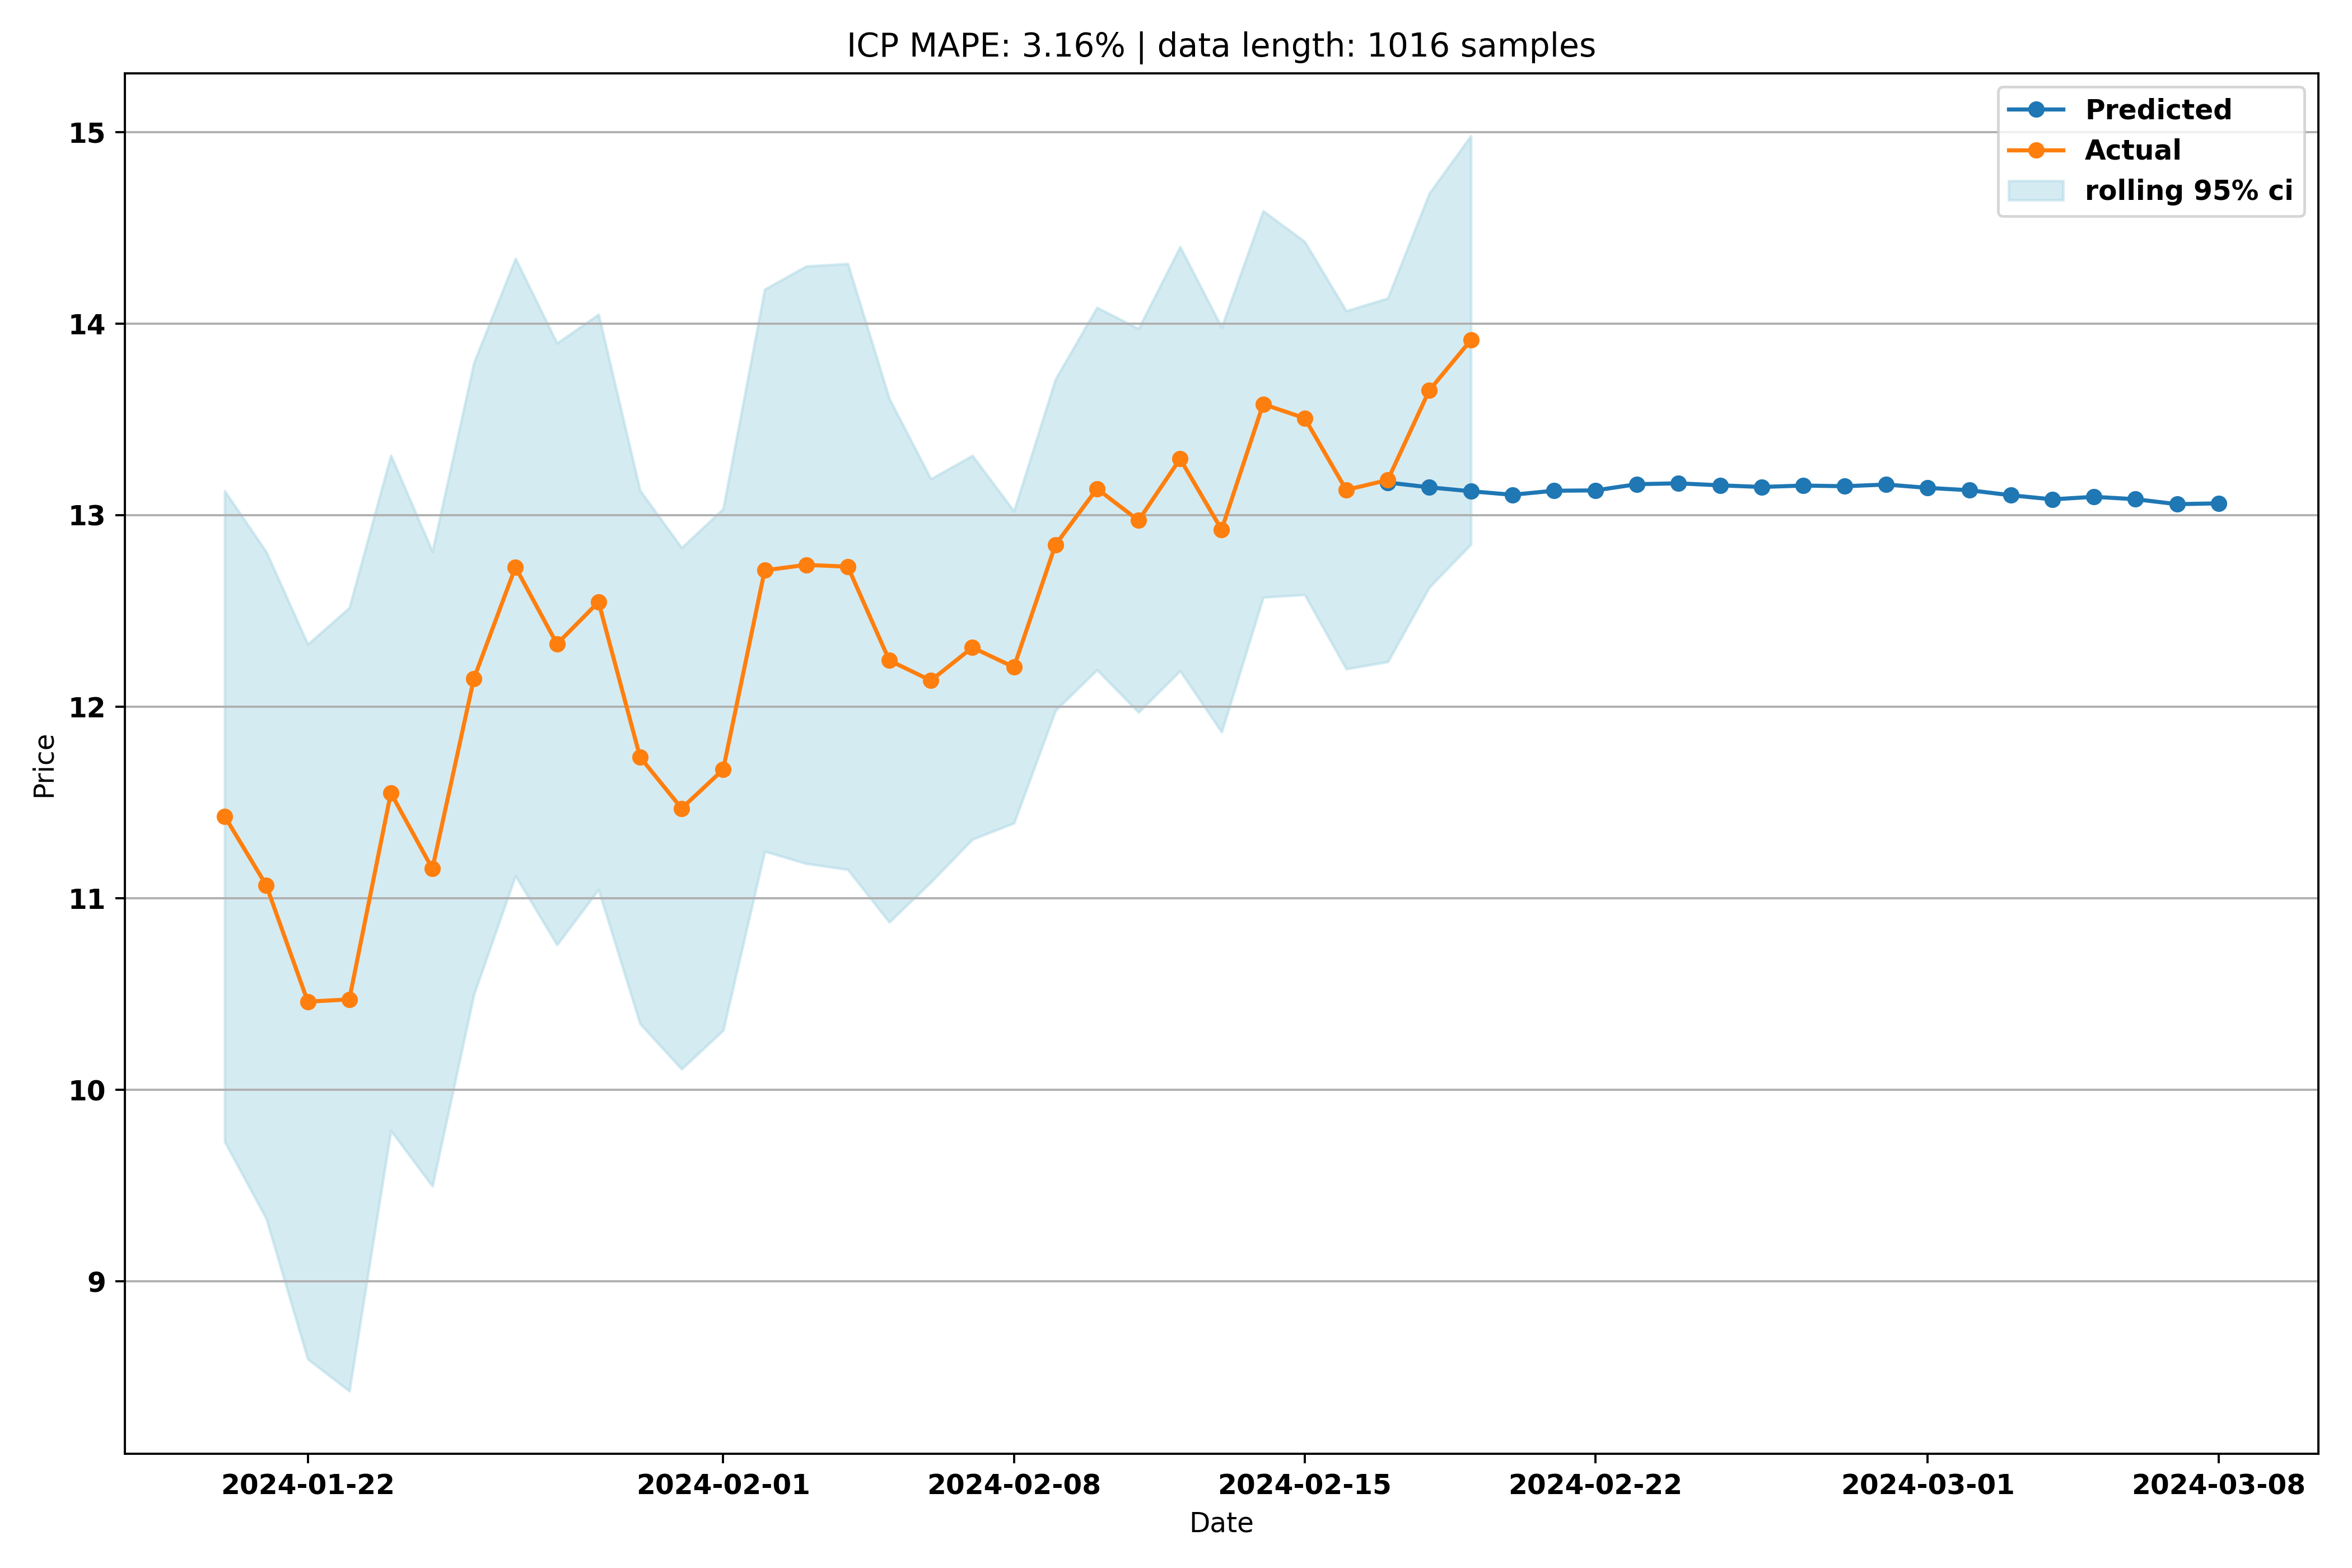 ICP MAPE: 3.16% | data length: 1016 samples
Predicted
Actual
rolling 95% ci
15
14
13
12
11
10
9
Price
2024-01-22
2024-02-01
2024-02-08
2024-02-15
2024-02-22
2024-03-01
2024-03-08
Date